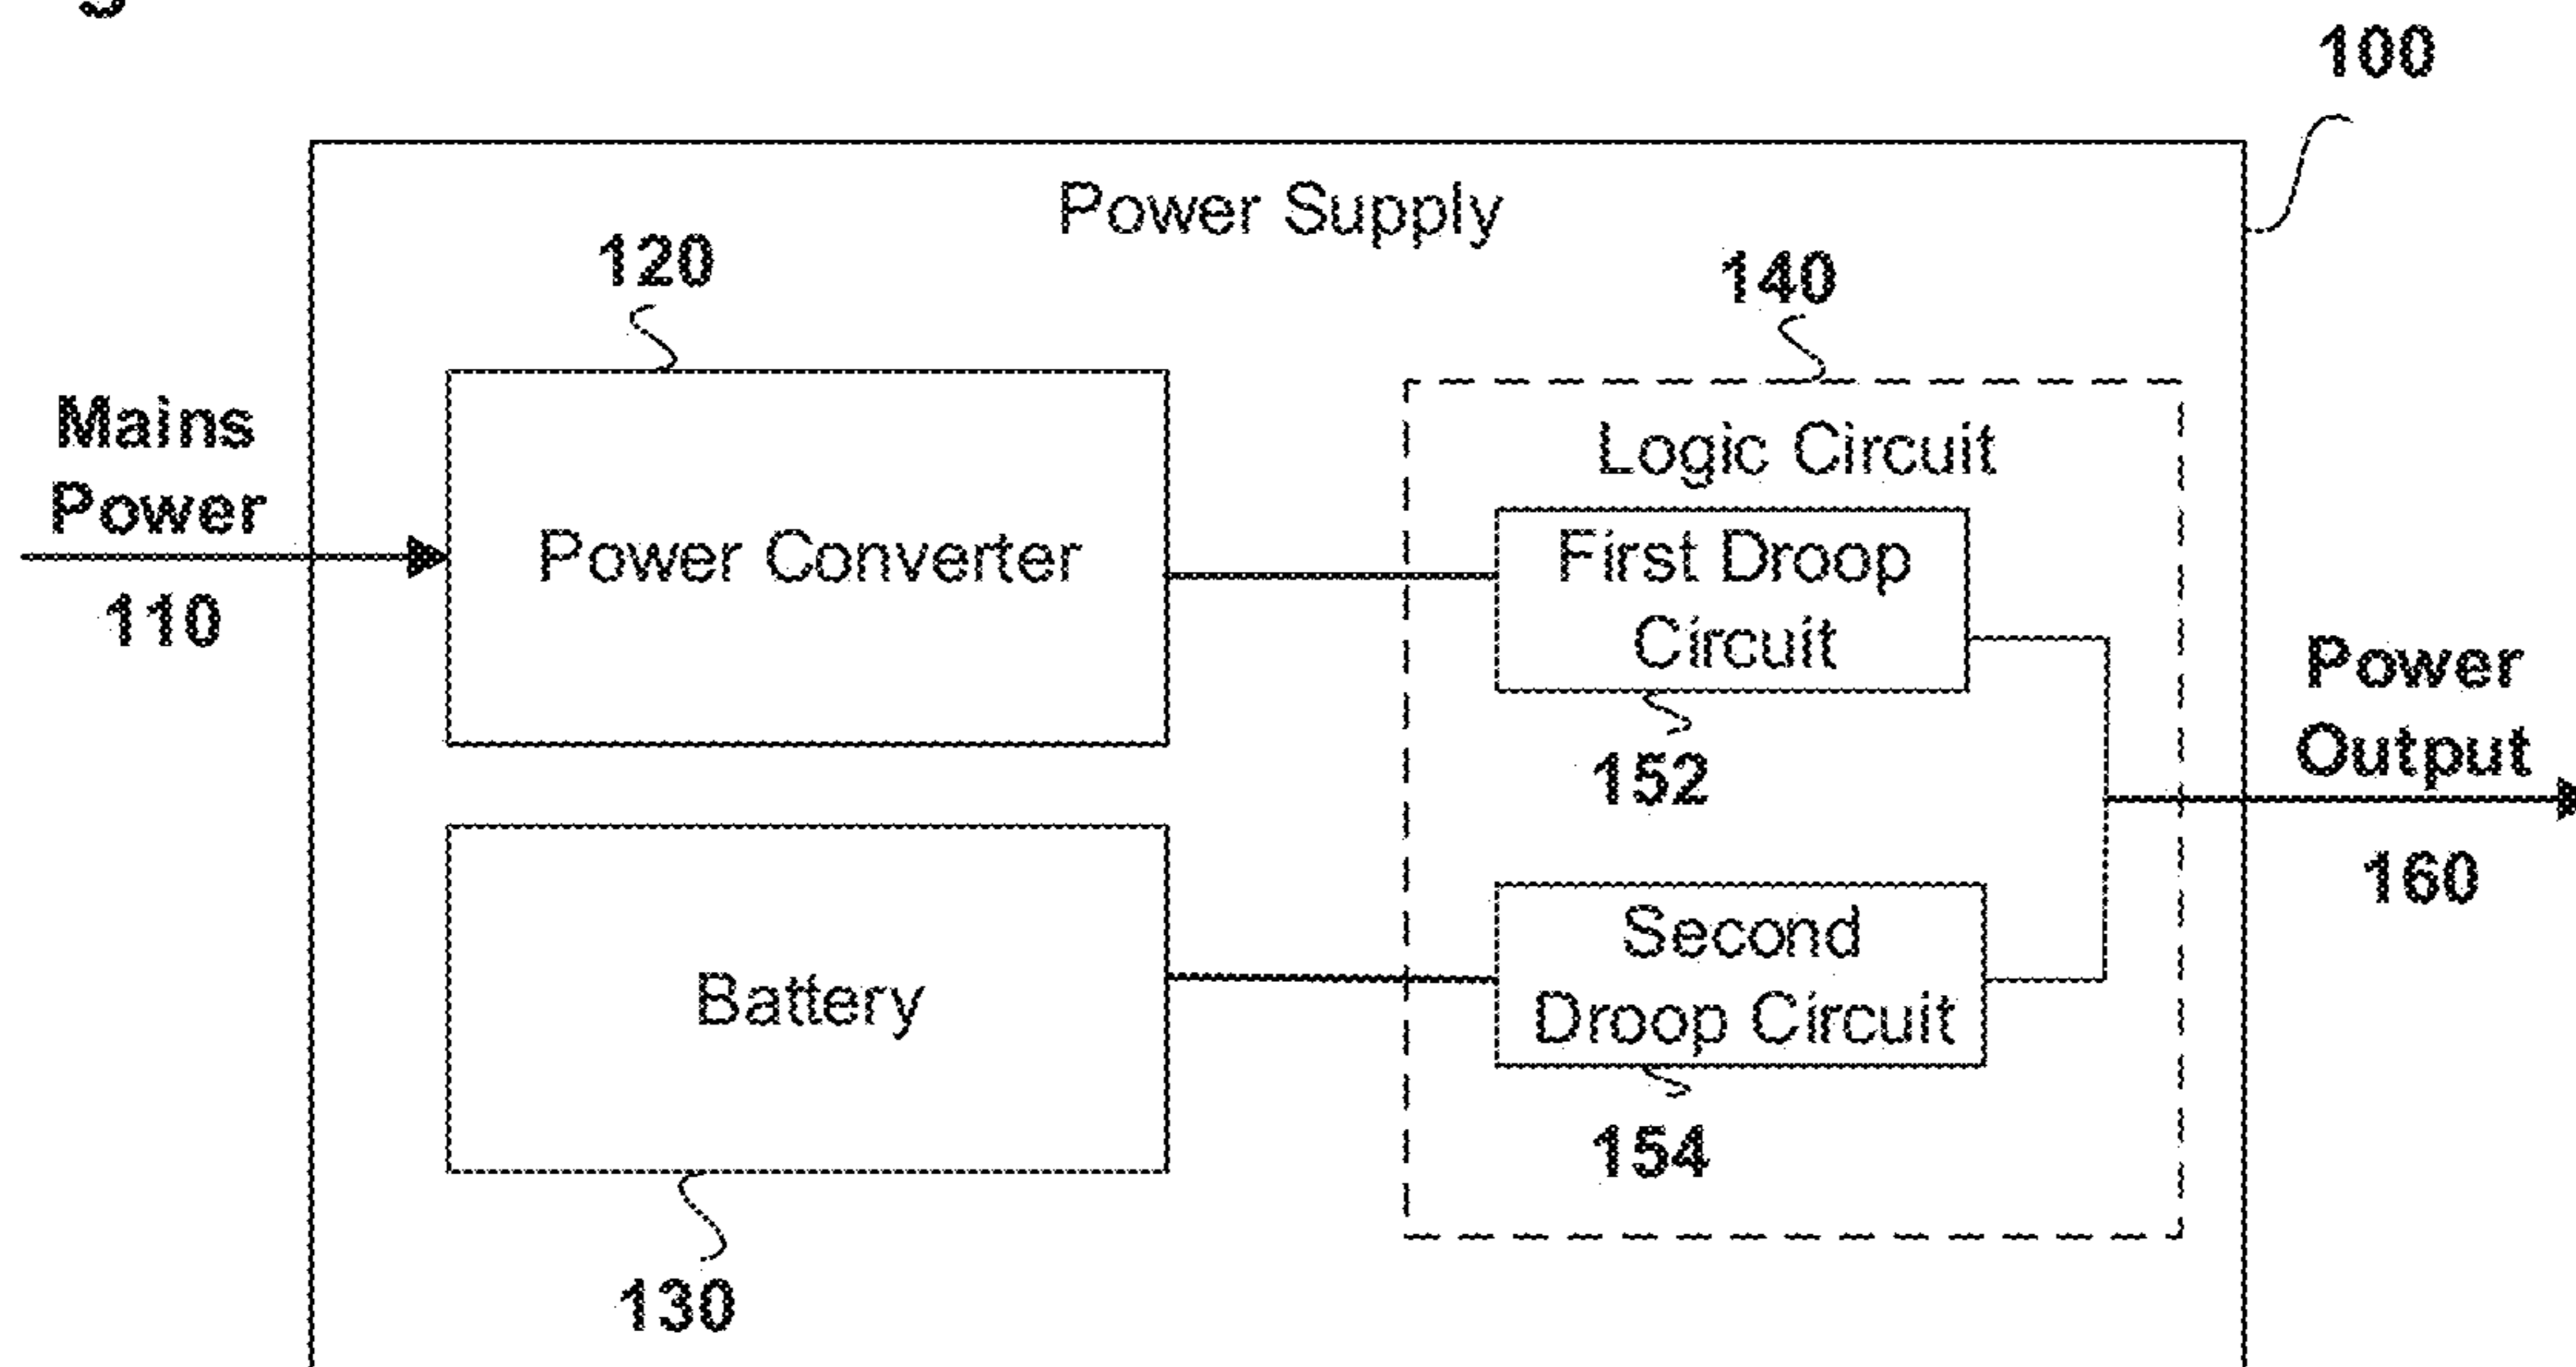 100
Power Supply
120
140
Mains
Power
110
Power Converter
Logic Circuit
First Droop
Circuit
152
Power
Output
160
Battery
Second
Droop Circuit
154
130